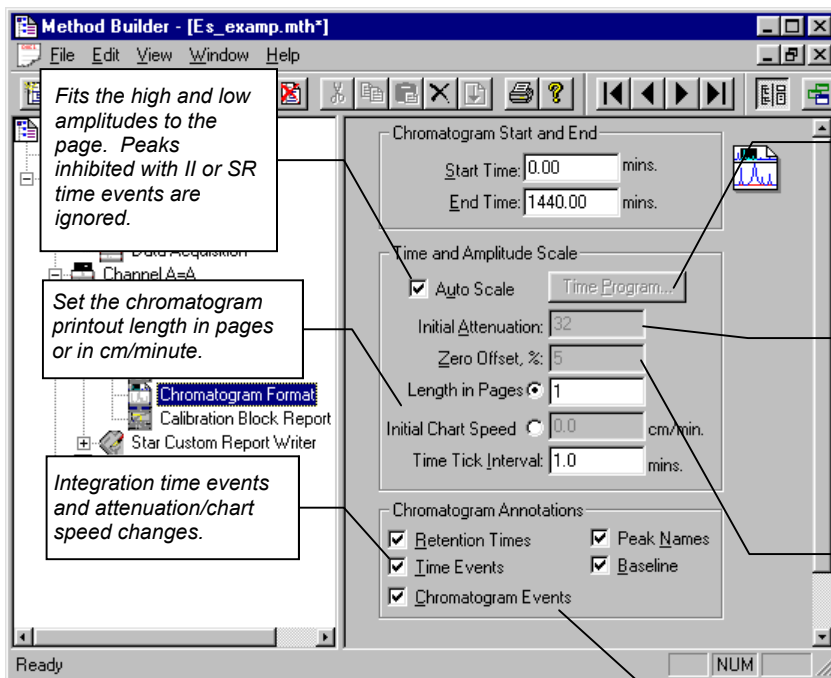 Method Builder - [Es_examp.mth*]
File Edit View Window Help
Fits the high and low
amplitudes to the
page. Peaks
inhibited with II or SR
time events are
ignored.
Data Acquisition
Channel A=A
Set the chromatogram
printout length in pages
or in cm/minute.
Chromatogram Format
Calibration Block Report
Star Custom Report Writer
Integration time events
and attenuation/chart
speed changes.
Chromatogram Start and End
Start Time: 0.00 mins.
End Time: 1440.00 mins.
Time and Amplitude Scale
Auto Scale Time Program...
Initial Attenuation: 32
Zero Offset, %: 5
Length in Pages 1
Initial Chart Speed 0.0 cm/min.
Time Tick Interval: 1.0 mins.
Chromatogram Annotations
Retention Times Peak Names
Time Events Baseline
Chromatogram Events
Ready NUM